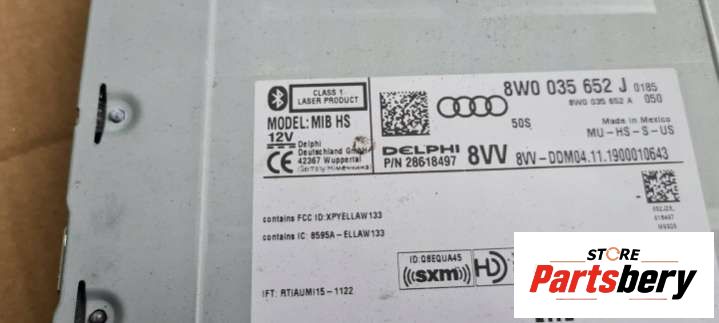 CLASS 1
LASER PRODUCT
MODEL: MIB HS
12V
Delphi
Deutschland GmbH
42367 Wuppertal
8W0 035 652 J 0185
8W0 035 652 A 050
50S
Made in Mexico
MU-HS-S-US
DELPHI
P/N 28618497
8VV 8VV-DDM04.11.1900010643
contains FCC ID:XPYELLAW133
contains IC: 8595A-ELLAW133
ID:Q8EQUA45
((sxm))
HD
IFT: RTIAUMI15-1122
STORE
Partsbery